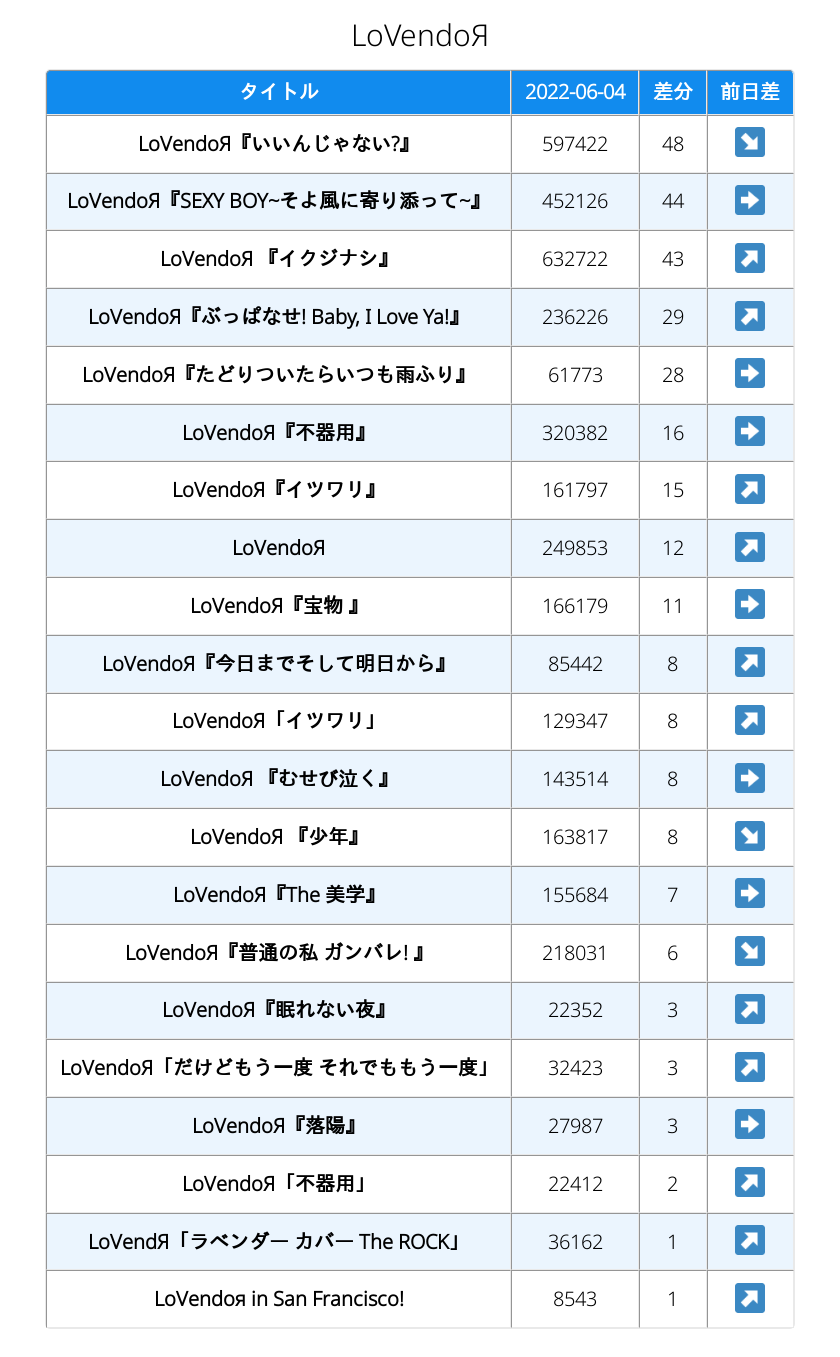 LoVendoЯ
タイトル 2022-06-04 差分 前日差
LoVendoЯ『いいんじゃない?』 597422 48 ↘
LoVendoЯ『SEXY BOY~そよ風に寄り添って~』 452126 44 ➡
LoVendoЯ 『イクジナシ』 632722 43 ↗
LoVendoЯ『ぶっぱなせ! Baby, I Love Ya!』 236226 29 ↗
LoVendoЯ『たどりついたらいつも雨ふり』 61773 28 ➡
LoVendoЯ『不器用』 320382 16 ➡
LoVendoЯ『イツワリ』 161797 15 ↗
LoVendoЯ 249853 12 ↗
LoVendoЯ『宝物 』 166179 11 ➡
LoVendoЯ『今日までそして明日から』 85442 8 ↗
LoVendoЯ「イツワリ」 129347 8 ↗
LoVendoЯ 『むせび泣く』 143514 8 ➡
LoVendoЯ 『少年』 163817 8 ↘
LoVendoЯ『The 美学』 155684 7 ➡
LoVendoЯ『普通の私 ガンバレ! 』 218031 6 ↘
LoVendoЯ『眠れない夜』 22352 3 ↗
LoVendoЯ「だけどもう一度 それでももう一度」 32423 3 ↗
LoVendoЯ『落陽』 27987 3 ➡
LoVendoЯ「不器用」 22412 2 ↗
LoVendЯ「ラベンダー カバー The ROCK」 36162 1 ↗
LoVendoя in San Francisco! 8543 1 ↗